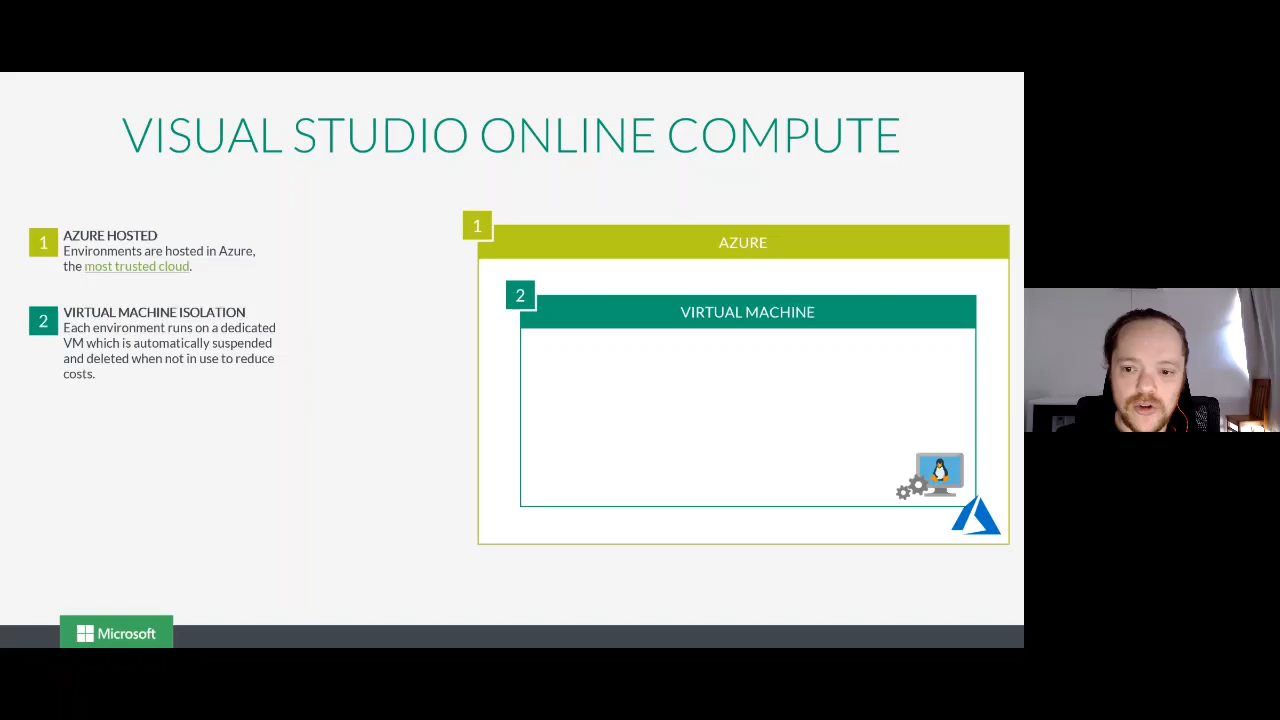 VISUAL STUDIO ONLINE COMPUTE
1
AZURE HOSTED
Environments are hosted in Azure,
the most trusted cloud.
2
VIRTUAL MACHINE ISOLATION
Each environment runs on a dedicated
VM which is automatically suspended
and deleted when not in use to reduce
costs.
1
AZURE
2
VIRTUAL MACHINE
Microsoft